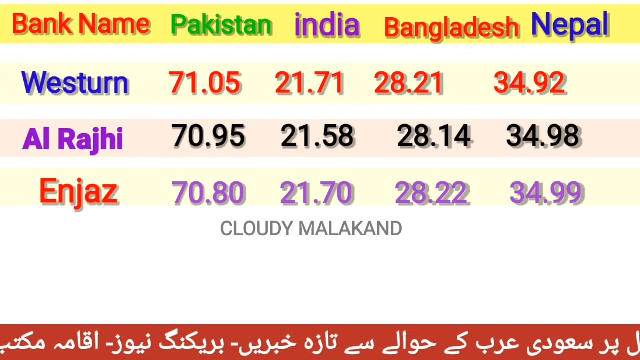 Bank Name Pakistan india Bangladesh Nepal
Westurn 71.05 21.71 28.21 34.92
Al Rajhi 70.95 21.58 28.14 34.98
Enjaz 70.80 21.70 28.22 34.99
CLOUDY MALAKAND
پر سعودی عرب کے حوالے سے تازہ خبریں- بریکنگ نیوز- اقامہ